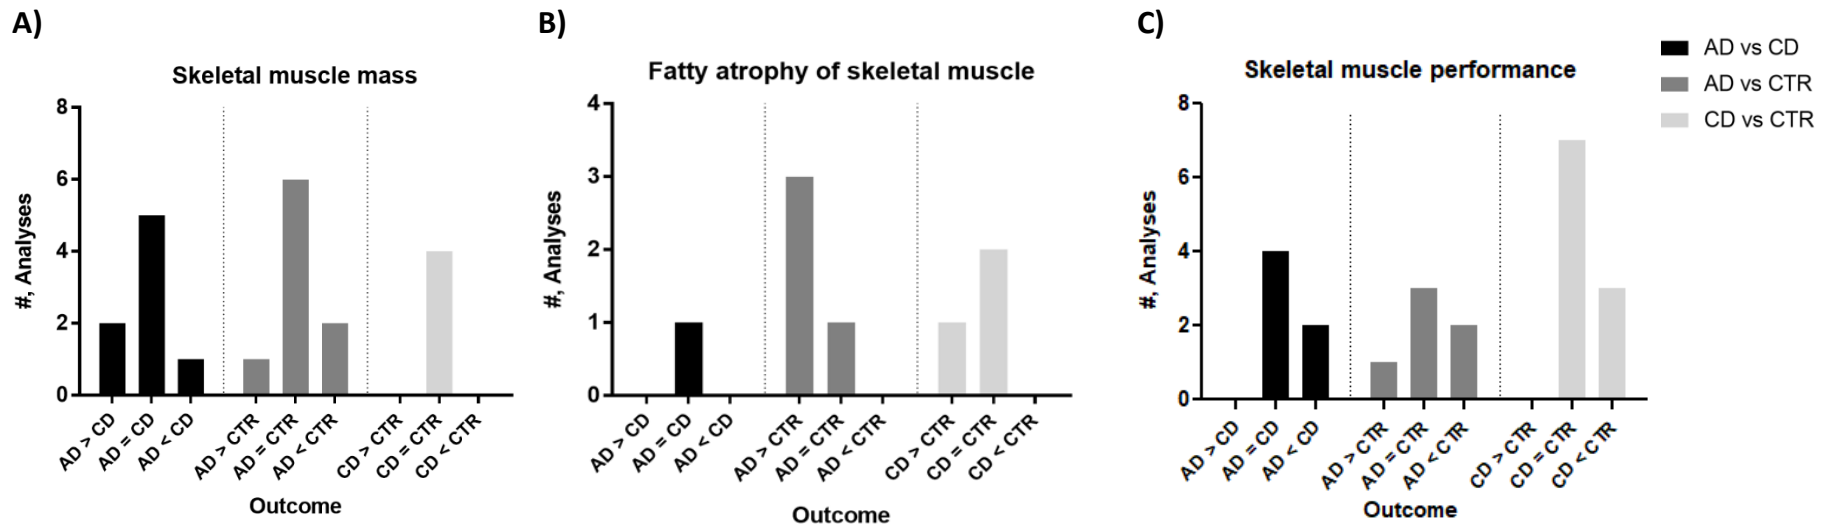 A)
Skeletal muscle mass
#, Analyses
8
6
4
2
0
AD > CD
AD = CD
AD < CD
AD > CTR
AD = CTR
AD < CTR
CD > CTR
CD = CTR
CD < CTR
Outcome
B)
Fatty atrophy of skeletal muscle
#, Analyses
4
3
2
1
0
AD > CD
AD = CD
AD < CD
AD > CTR
AD = CTR
AD < CTR
CD > CTR
CD = CTR
CD < CTR
Outcome
C)
Skeletal muscle performance
#, Analyses
8
6
4
2
0
AD > CD
AD = CD
AD < CD
AD > CTR
AD = CTR
AD < CTR
CD > CTR
CD = CTR
CD < CTR
Outcome
AD vs CD
AD vs CTR
CD vs CTR